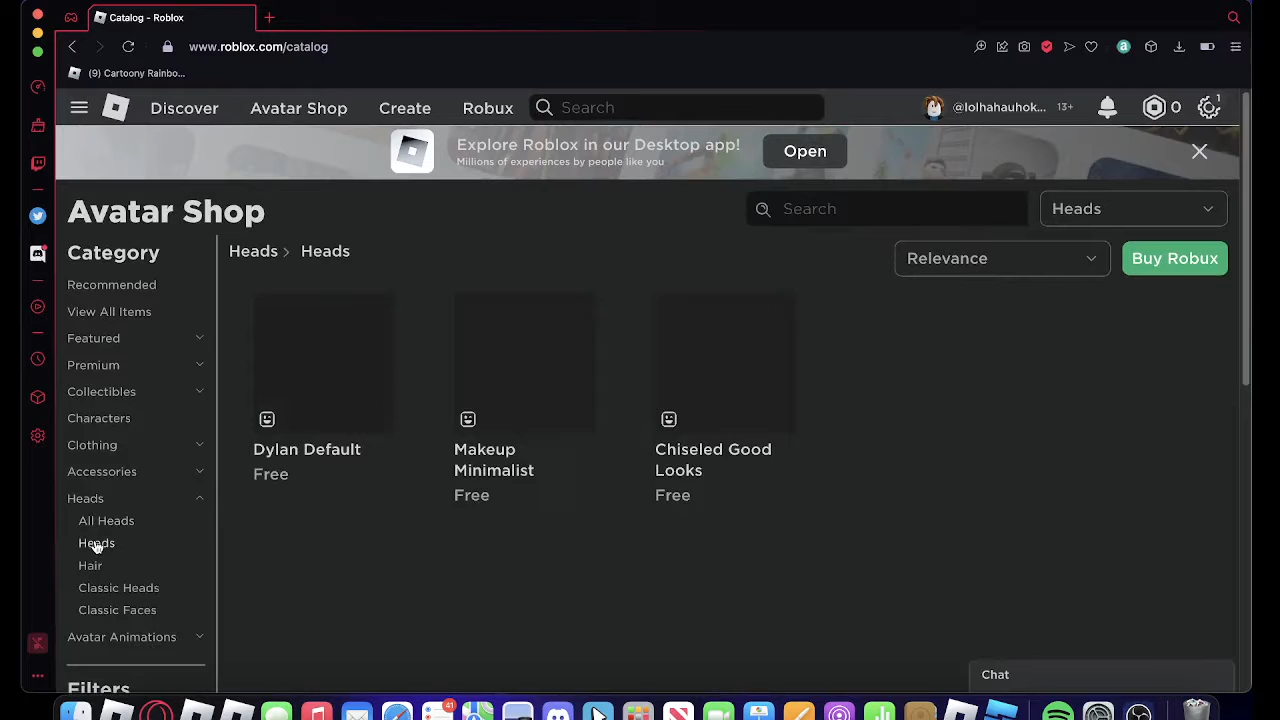 Catalog - Roblox
www.roblox.com/catalog
(9) Cartoony Rainbo...
Discover
Avatar Shop
Create
Robux
Search
@lolhahauhok...
13+
0
1
Explore Roblox in our Desktop app!
Millions of experiences by people like you
Open
Avatar Shop
Search
Heads
Category
Heads
Heads
Relevance
Buy Robux
Recommended
View All Items
Featured
Premium
Collectibles
Characters
Clothing
Accessories
Heads
All Heads
Heads
Hair
Classic Heads
Classic Faces
Avatar Animations
Filters
Dylan Default
Free
Makeup
Minimalist
Free
Chiseled Good
Looks
Free
Chat
41